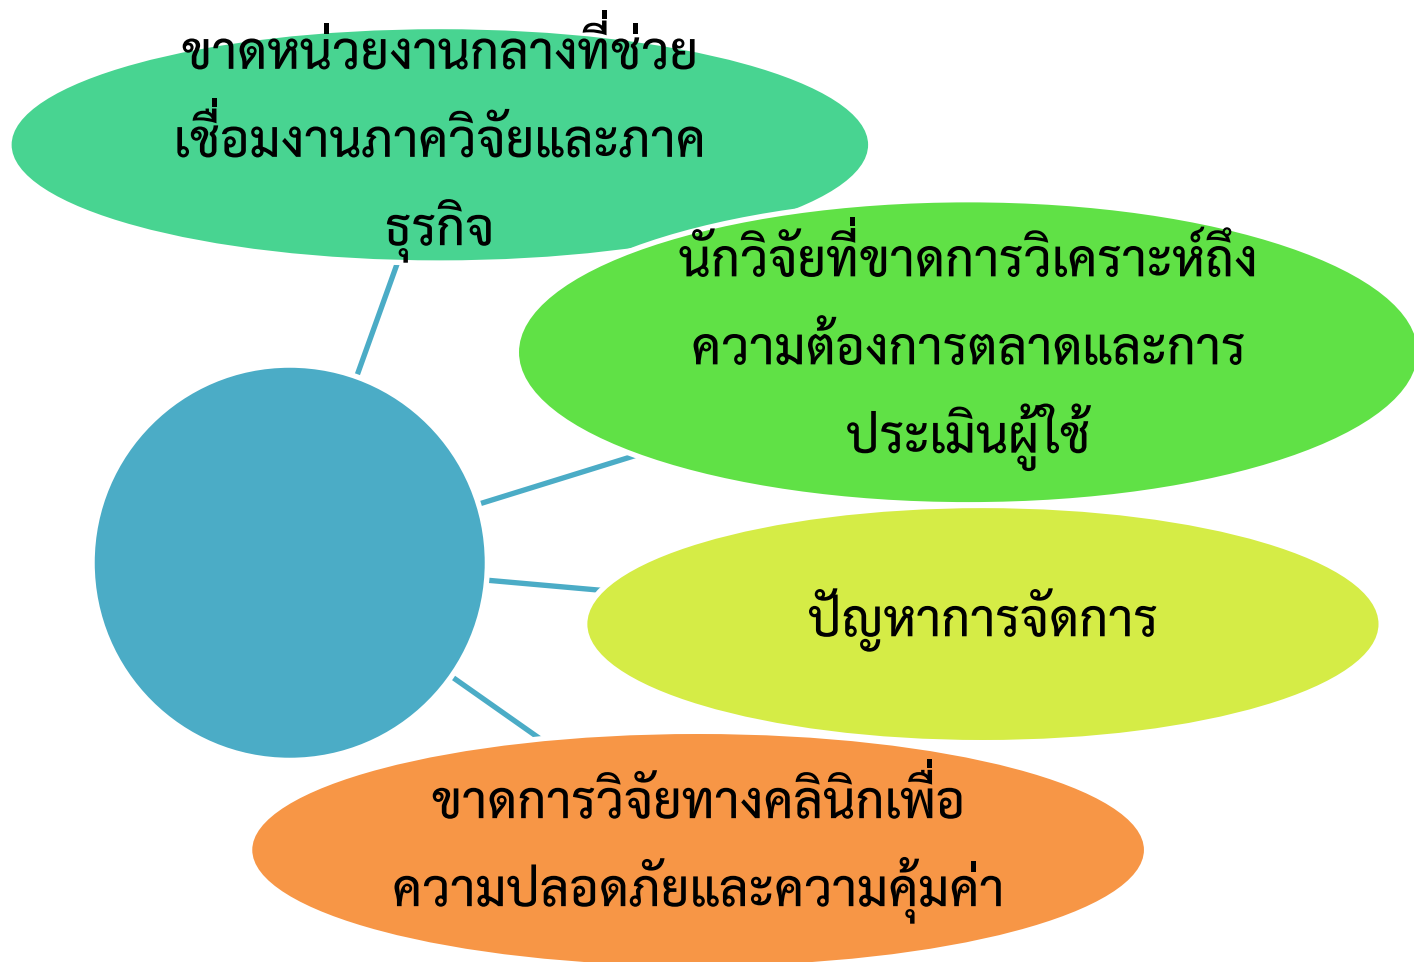 ขาดหน่วยงานกลางที่ช่วย
เชื่อมงานภาควิจัยและภาค
ธุรกิจ
นักวิจัยที่ขาดการวิเคราะห์ถึง
ความต้องการตลาดและการ
ประเมินผู้ใช้
ปัญหาการจัดการ
ขาดการวิจัยทางคลินิกเพื่อ
ความปลอดภัยและความคุ้มค่า